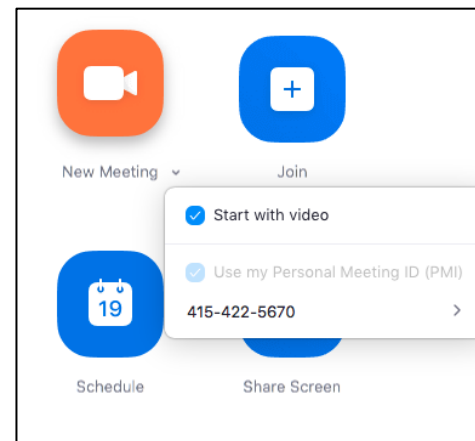 New Meeting
Join
Start with video
Use my Personal Meeting ID (PMI)
415-422-5670
19
Schedule
Share Screen